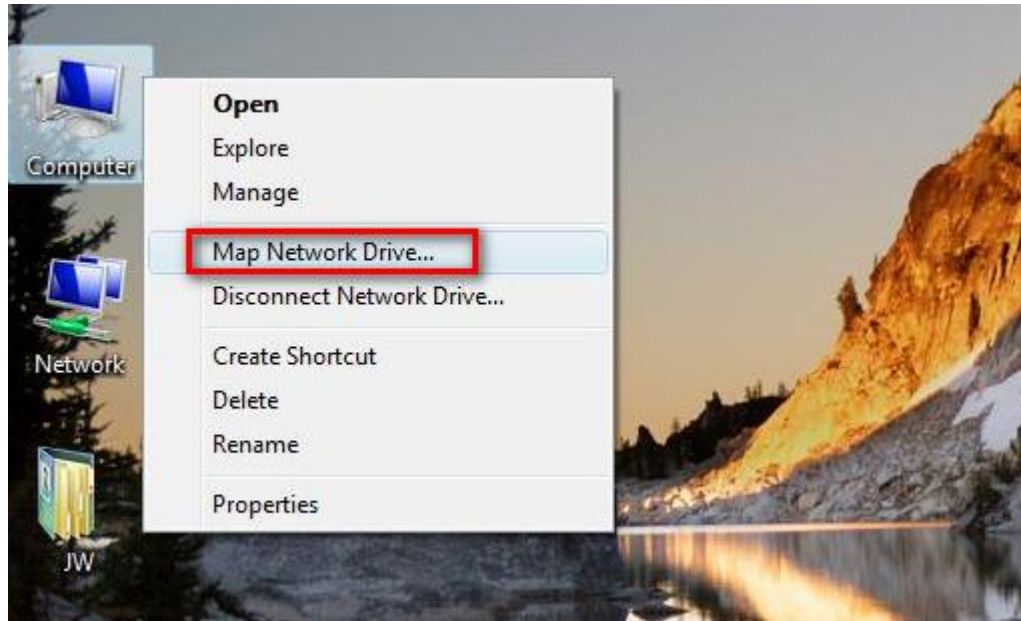 Computer
Open
Explore
Manage
Map Network Drive...
Disconnect Network Drive...
Network
Create Shortcut
Delete
Rename
Properties
JW